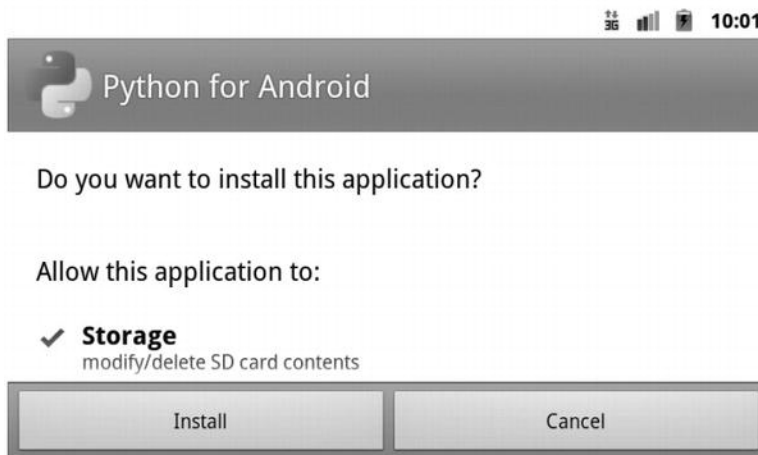 3G 10:01
Python for Android
Do you want to install this application?
Allow this application to:
Storage
modify/delete SD card contents
Install Cancel